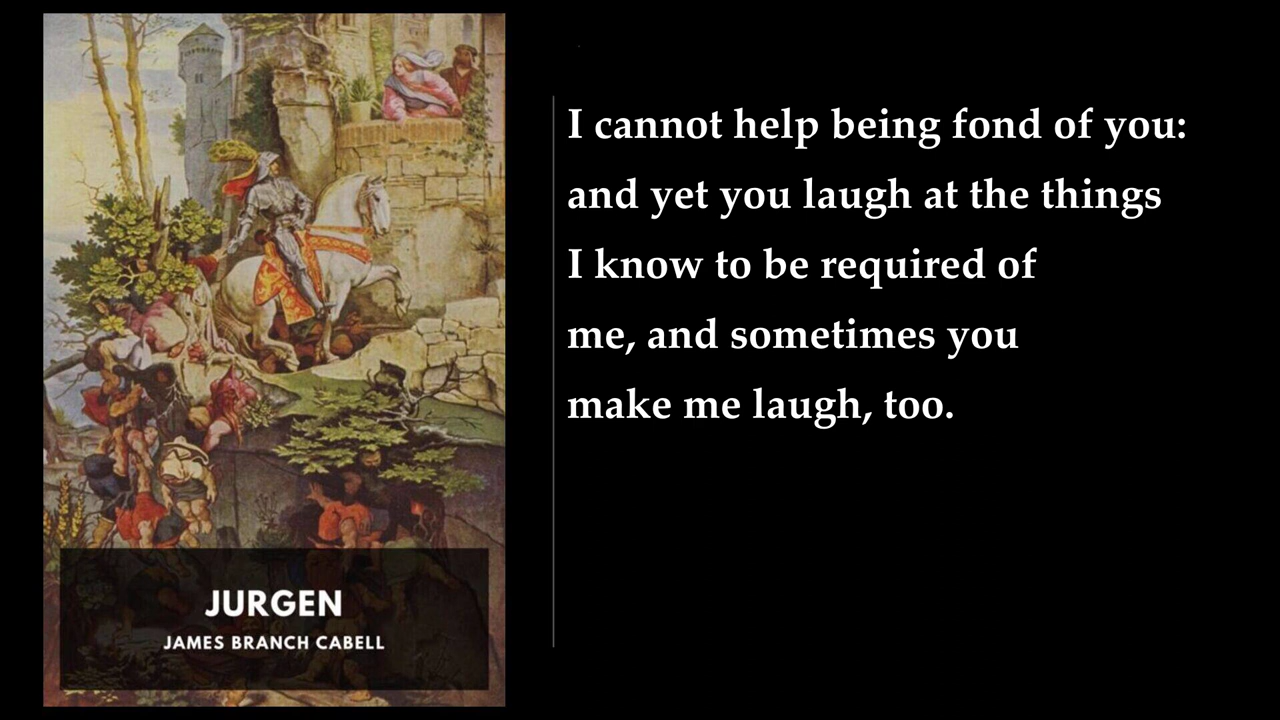 I cannot help being fond of you:
and yet you laugh at the things
I know to be required of
me, and sometimes you
make me laugh, too.
JURGEN
JAMES BRANCH CABELL